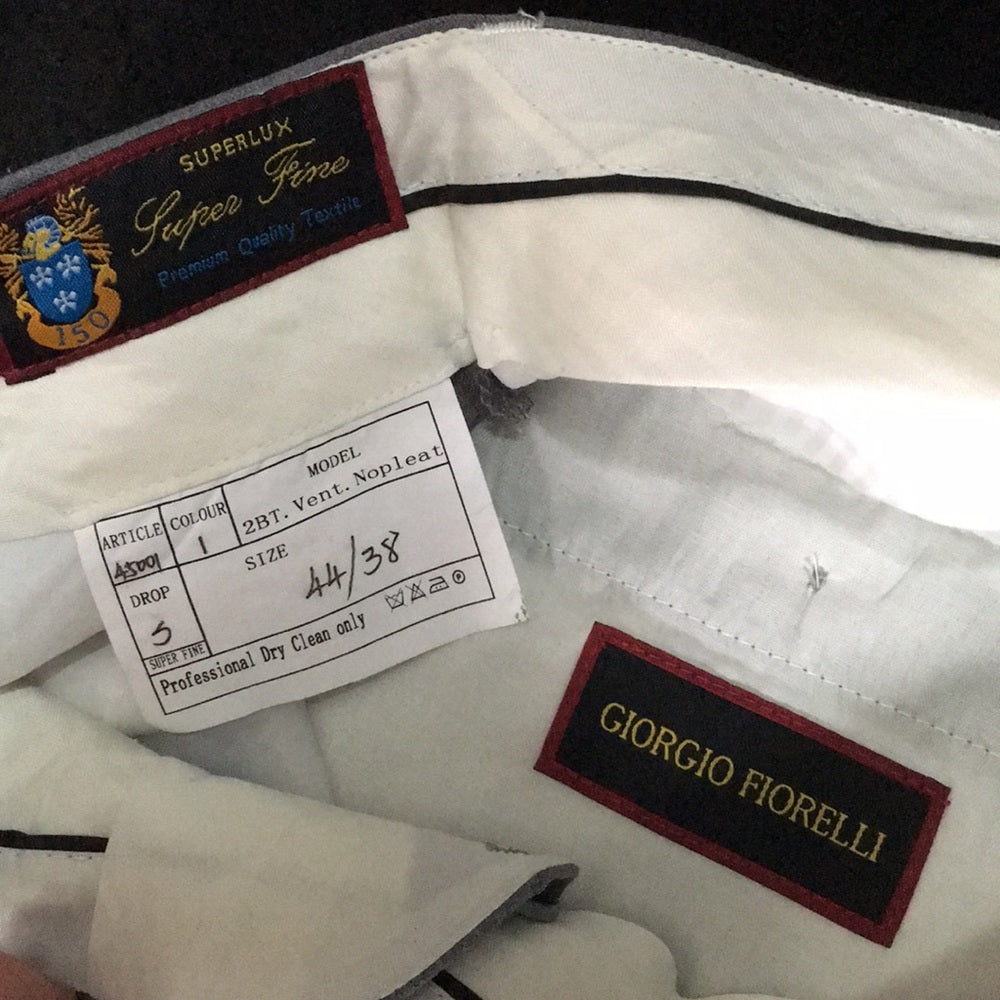 SUPERLUX
Super Fine
Premium Quality Textile
150
ARTICLE
45001
COLOUR
1
MODEL
2BT.Vent.Nopleat
DROP
SIZE
44/38
SUPER FINE
Professional Dry Clean only
GIORGIO FIORELLI